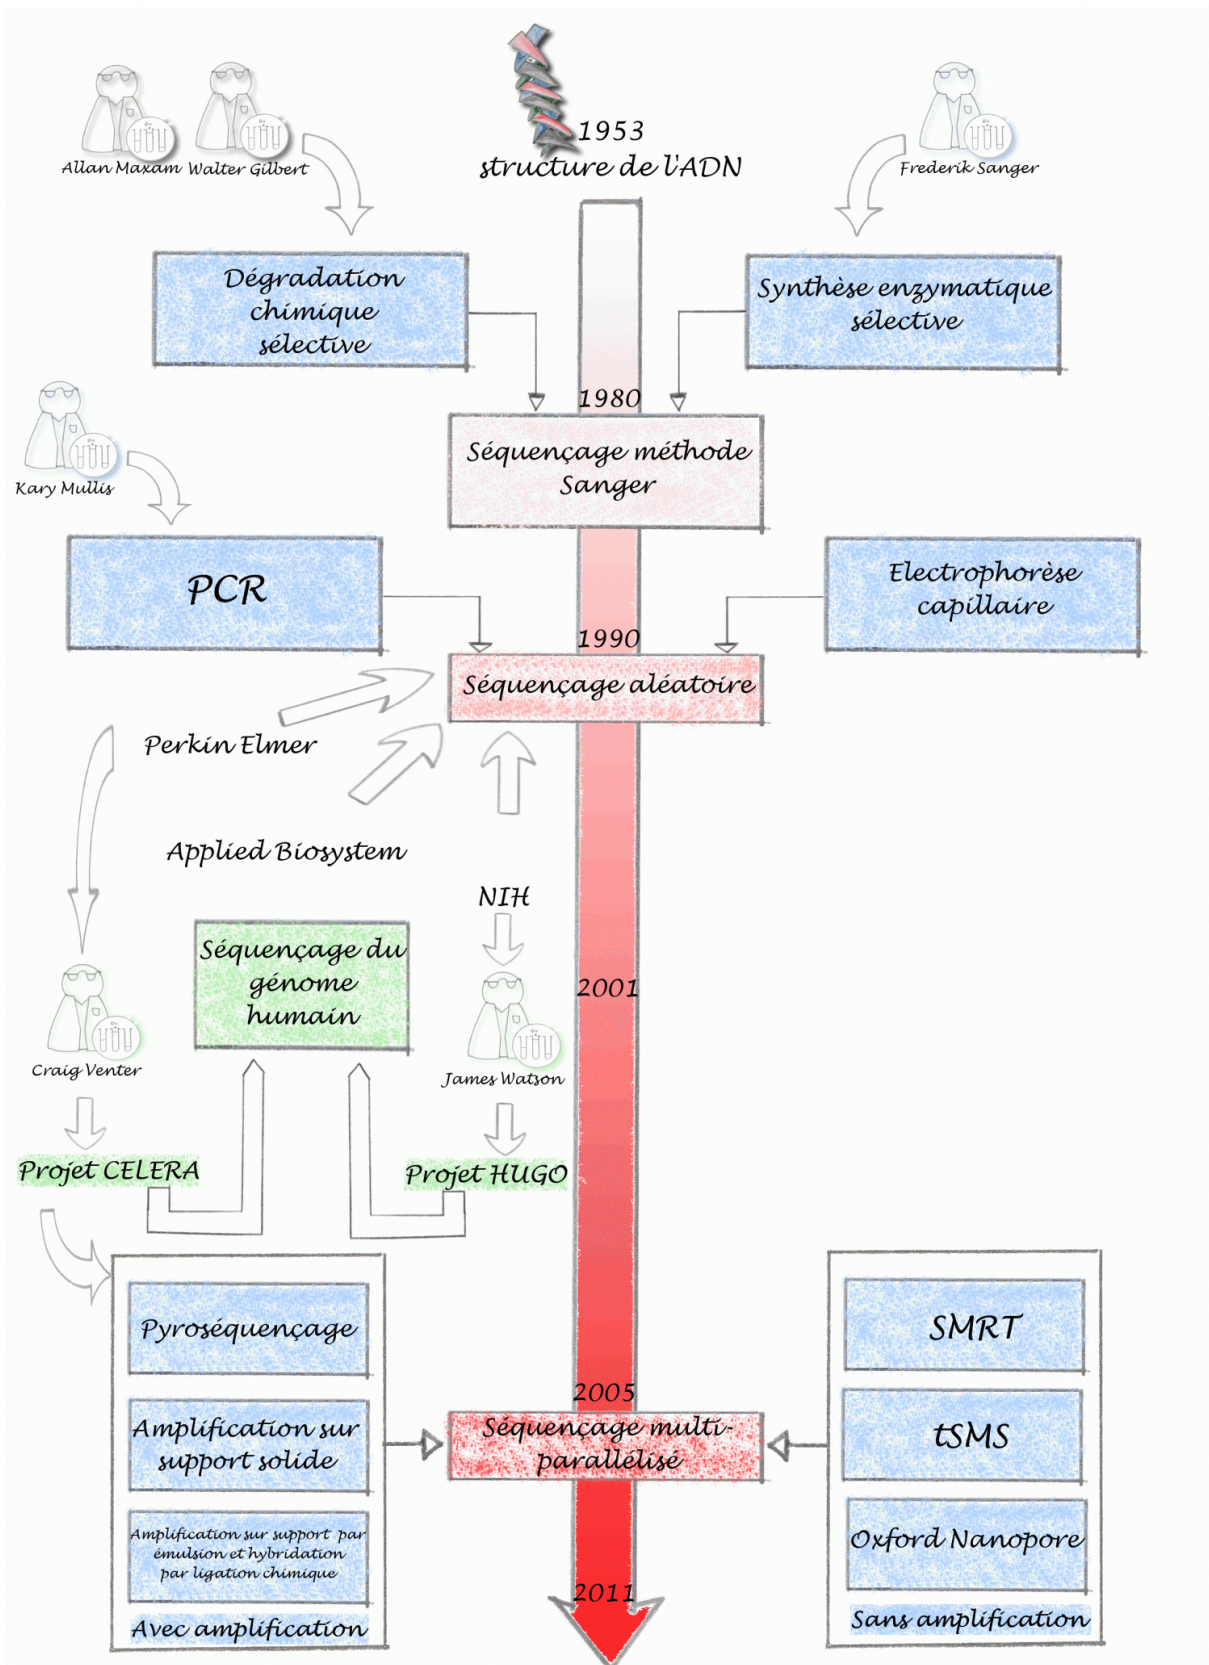 1953
structure de l'ADN
Allan Maxam
Walter Gilbert
Frederik Sanger
Dégradation
chimique
sélective
Synthèse enzymatique
sélective
1980
Séquençage méthode
Sanger
Kary Mullis
PCR
Electrophorèse
capillaire
1990
Séquençage aléatoire
Perkin Elmer
Applied Biosystem
NIH
Séquençage du
génome
humain
2001
Craig Venter
James Watson
Projet CELERA
Projet HUGO
Pyroséquençage
Amplification sur
support solide
Amplification sur support par
émulsion et hybridation
par ligation chimique
Avec amplification
2005
Séquençage multi-
parallélisé
SMRT
tSMS
Oxford Nanopore
Sans amplification
2011